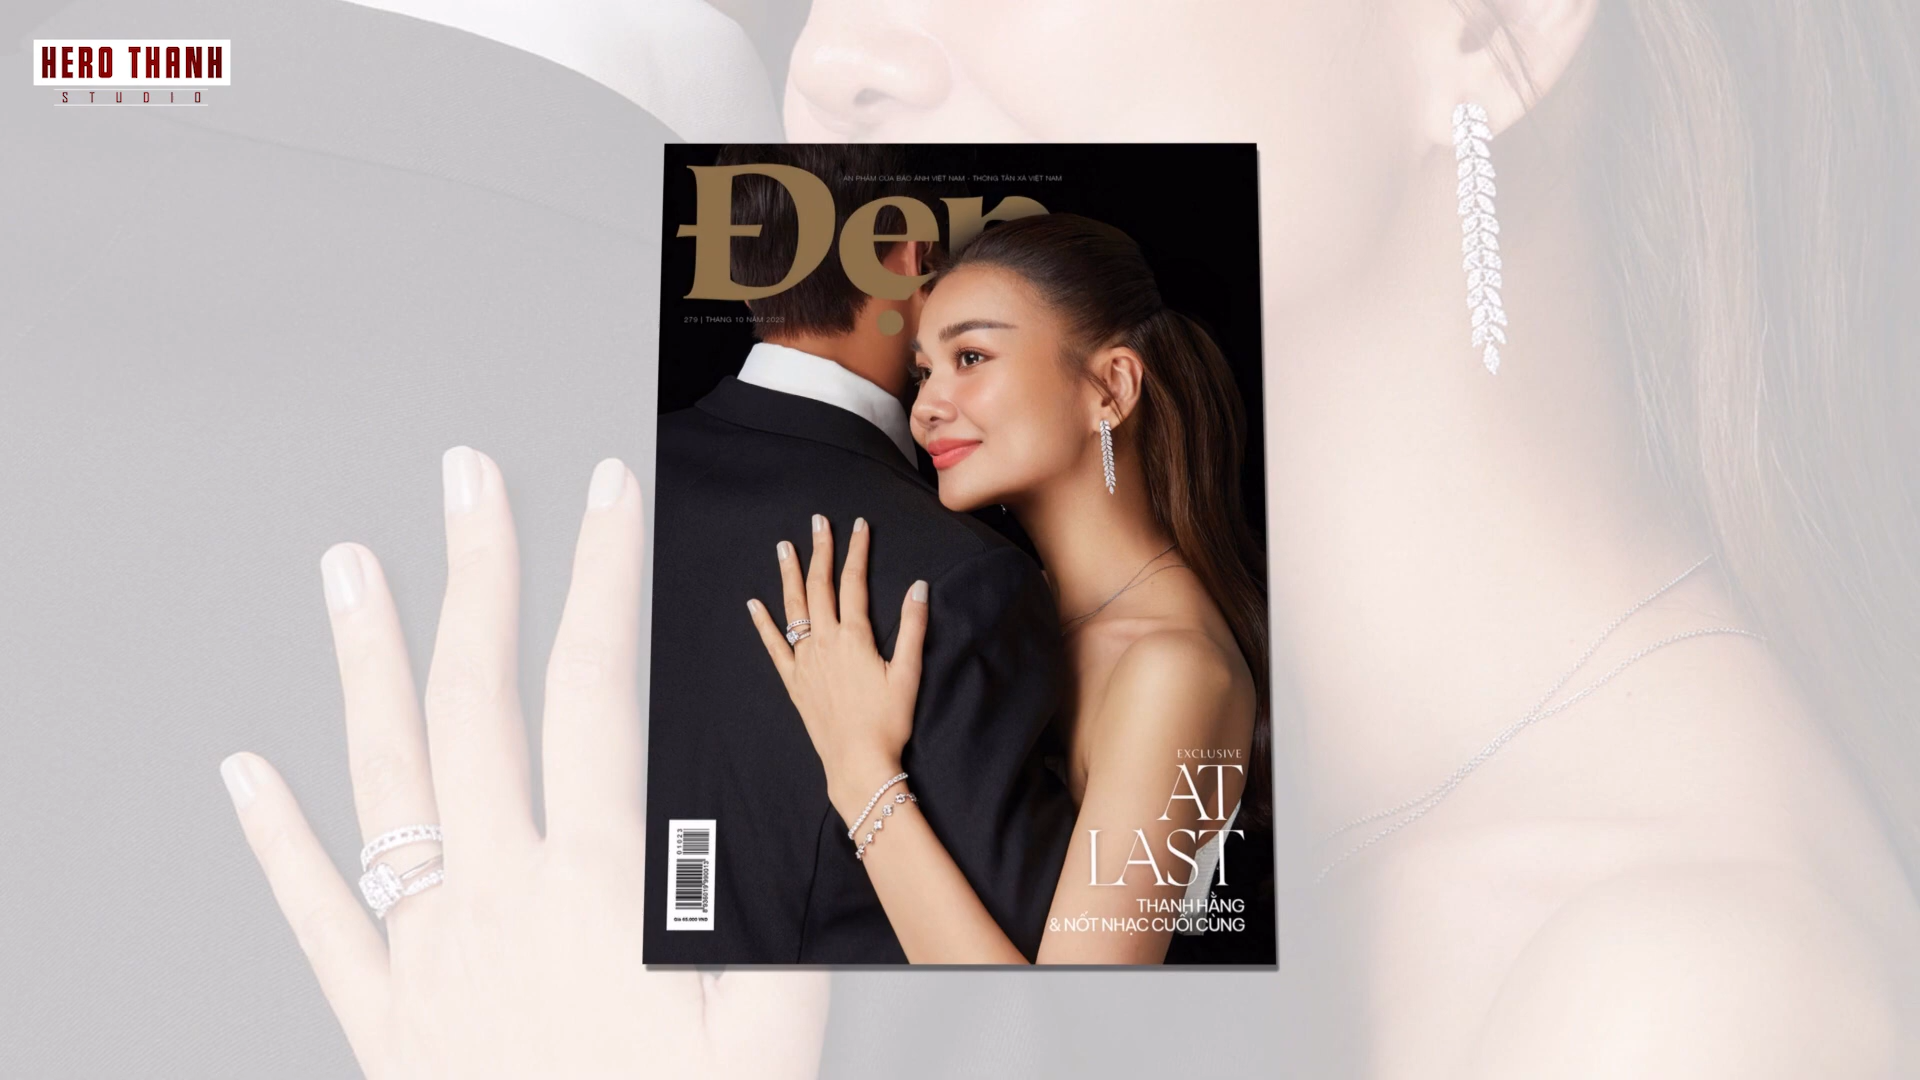 HERO THANH
STUDIO
Đẹp
ẤN PHẨM CỦA BÁO ẢNH VIỆT NAM - THÔNG TẤN XÃ VIỆT NAM
279 | THÁNG 10 NĂM 2023
EXCLUSIVE
AT
LAST
THANH HẰNG
& NỐT NHẠC CUỐI CÙNG
01023